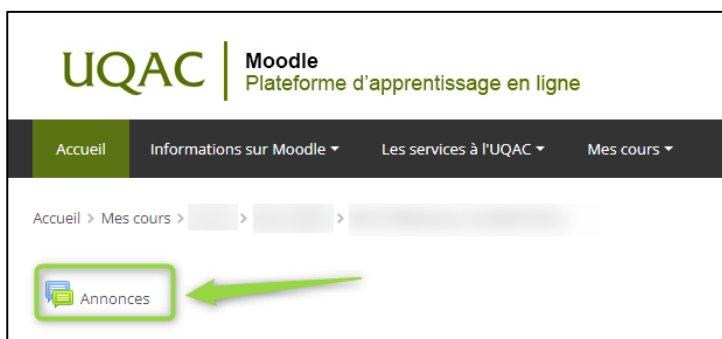 UQAC
Moodle
Plateforme d'apprentissage en ligne
Accueil Informations sur Moodle Les services à l'UQAC Mes cours
Accueil > Mes cours > > >
Annonces